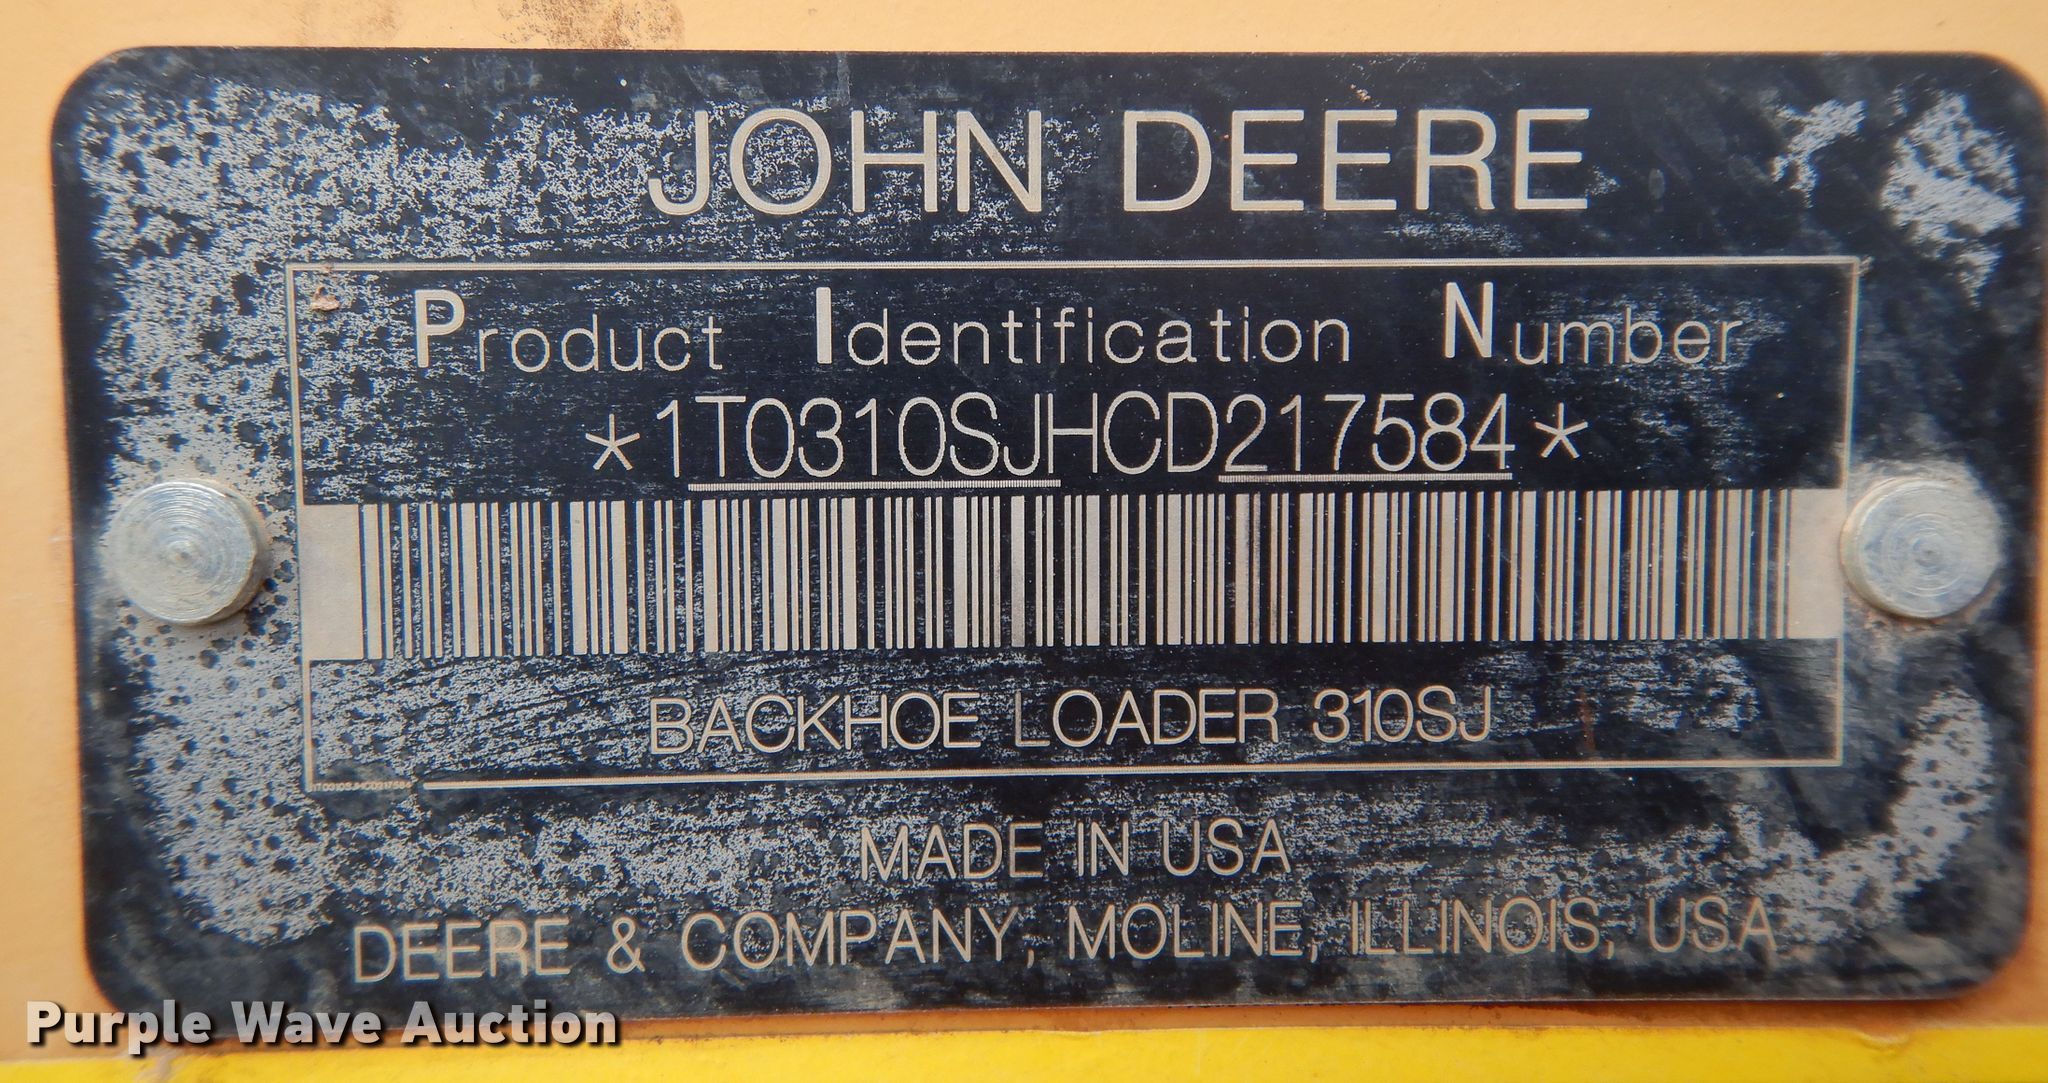 JOHN DEERE
Product Identification Number
*1T0310SJHCD217584*
BACKHOE LOADER 310SJ
1T0310SJHCD217584
MADE IN USA
DEERE & COMPANY, MOLINE, ILLINOIS, USA
Purple Wave Auction